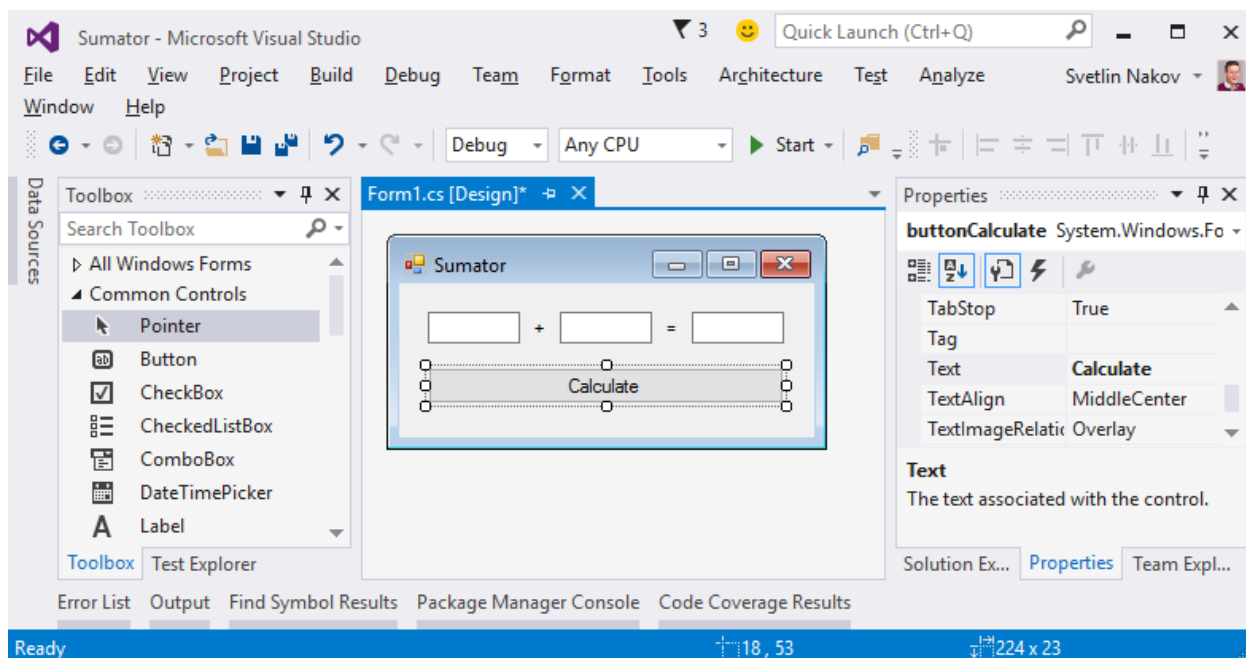 Sumator - Microsoft Visual Studio
3
Quick Launch (Ctrl+Q)
File Edit View Project Build Debug Team Format Tools Architecture Test Analyze Svetlin Nakov
Window Help
Debug Any CPU Start
Data Sources
Toolbox
Search Toolbox
All Windows Forms
Common Controls
Pointer
Button
CheckBox
CheckedListBox
ComboBox
DateTimePicker
Label
Toolbox Test Explorer
Form1.cs [Design]*
Sumator
+ =
Calculate
Properties
buttonCalculate System.Windows.Fo
TabStop True
Tag
Text Calculate
TextAlign MiddleCenter
TextImageRelatic Overlay
Text
The text associated with the control.
Solution Ex... Properties Team Expl...
Error List Output Find Symbol Results Package Manager Console Code Coverage Results
Ready 18 , 53 224 x 23